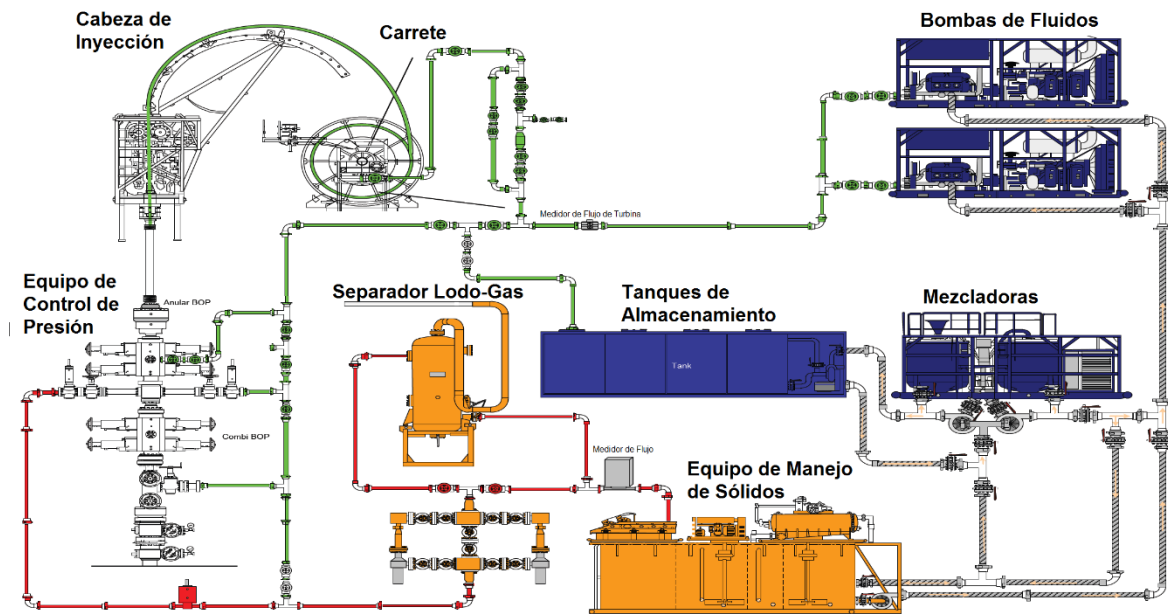 Cabeza de
Inyección
Carrete
Bombas de Fluidos
Medidor de Flujo de Turbina
Equipo de
Control de
Presión
Anular BOP
Separador Lodo-Gas
Tanques de
Almacenamiento
Mezcladoras
Tank
Combi BOP
Medidor de Flujo
Equipo de Manejo
de Sólidos